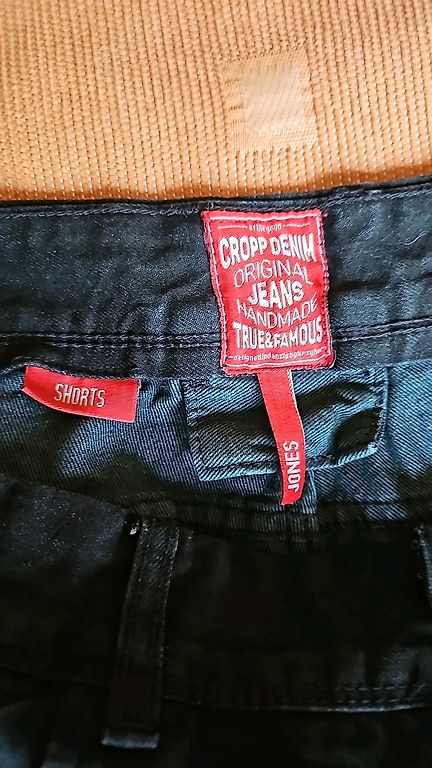 CROPP DENIM
ORIGINAL
JEANS
HANDMADE
TRUE&FAMOUS
SHORTS
JONES